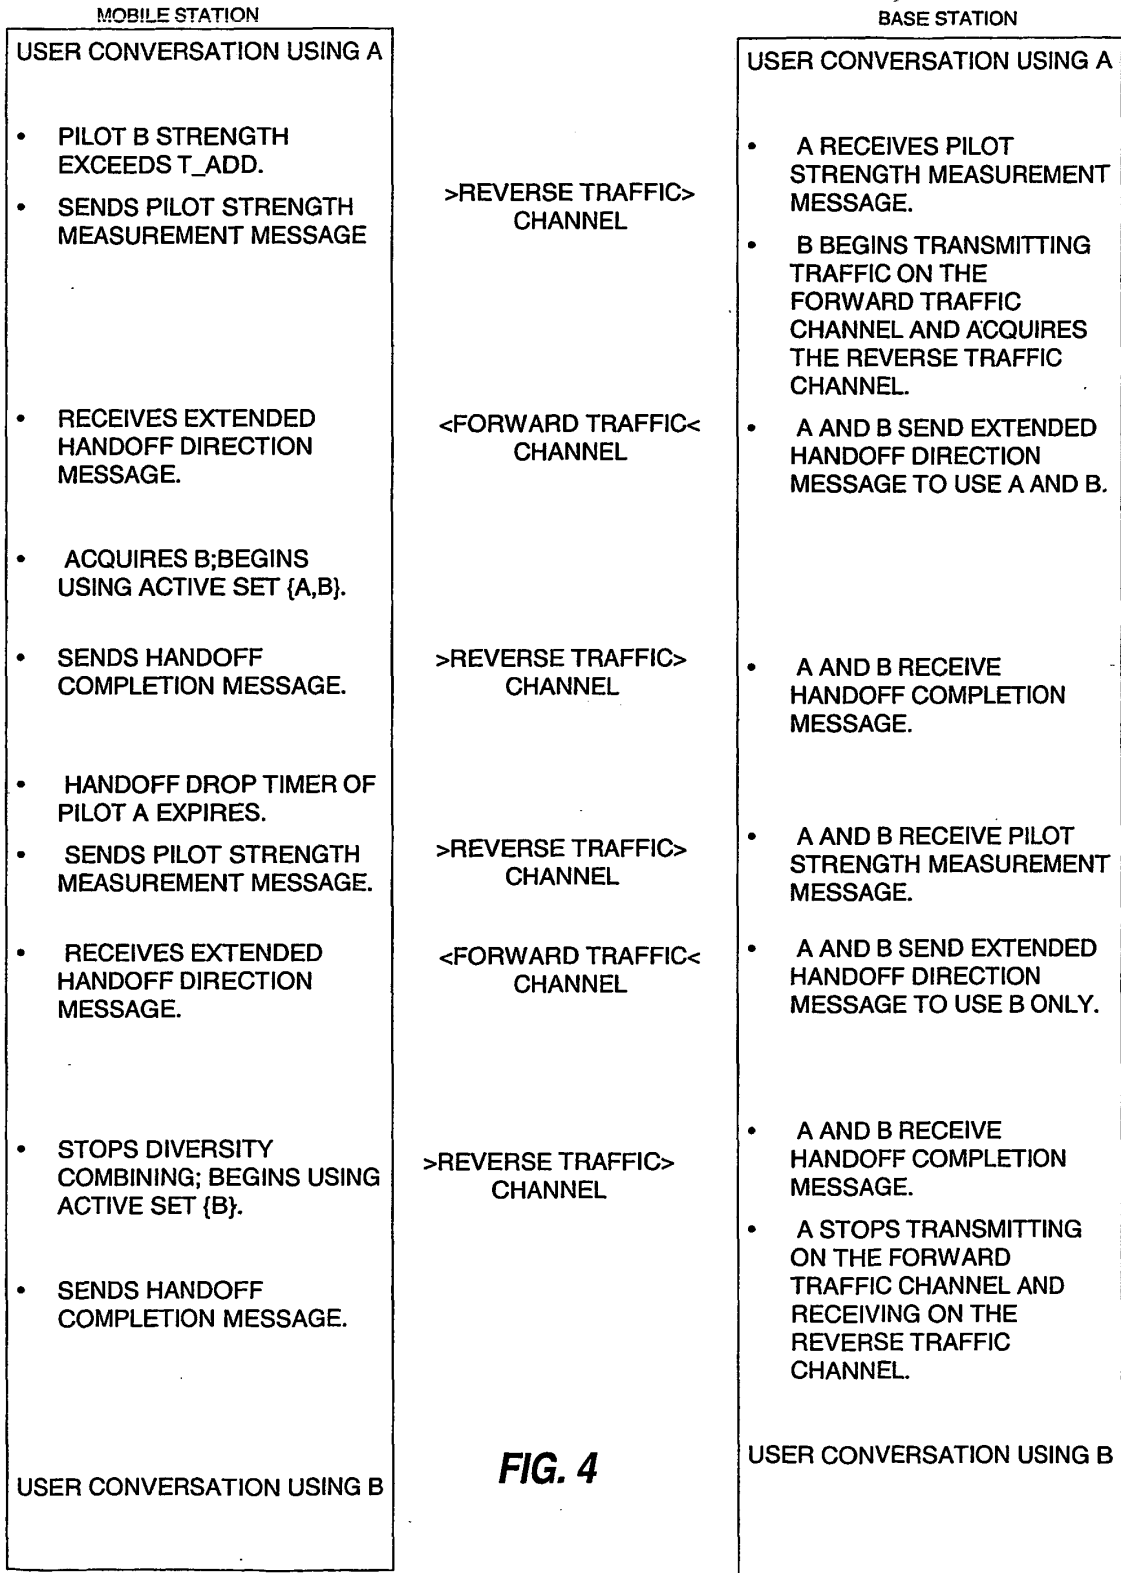 MOBILE STATION
USER CONVERSATION USING A
• PILOT B STRENGTH
EXCEEDS T_ADD.
• SENDS PILOT STRENGTH
MEASUREMENT MESSAGE
• RECEIVES EXTENDED
HANDOFF DIRECTION
MESSAGE.
• ACQUIRES B;BEGINS
USING ACTIVE SET {A,B}.
• SENDS HANDOFF
COMPLETION MESSAGE.
• HANDOFF DROP TIMER OF
PILOT A EXPIRES.
• SENDS PILOT STRENGTH
MEASUREMENT MESSAGE.
• RECEIVES EXTENDED
HANDOFF DIRECTION
MESSAGE.
• STOPS DIVERSITY
COMBINING; BEGINS USING
ACTIVE SET {B}.
• SENDS HANDOFF
COMPLETION MESSAGE.
USER CONVERSATION USING B
>REVERSE TRAFFIC>
CHANNEL
<FORWARD TRAFFIC<
CHANNEL
>REVERSE TRAFFIC>
CHANNEL
>REVERSE TRAFFIC>
CHANNEL
<FORWARD TRAFFIC<
CHANNEL
>REVERSE TRAFFIC>
CHANNEL
FIG. 4
BASE STATION
USER CONVERSATION USING A
• A RECEIVES PILOT
STRENGTH MEASUREMENT
MESSAGE.
• B BEGINS TRANSMITTING
TRAFFIC ON THE
FORWARD TRAFFIC
CHANNEL AND ACQUIRES
THE REVERSE TRAFFIC
CHANNEL.
• A AND B SEND EXTENDED
HANDOFF DIRECTION
MESSAGE TO USE A AND B.
• A AND B RECEIVE
HANDOFF COMPLETION
MESSAGE.
• A AND B RECEIVE PILOT
STRENGTH MEASUREMENT
MESSAGE.
• A AND B SEND EXTENDED
HANDOFF DIRECTION
MESSAGE TO USE B ONLY.
• A AND B RECEIVE
HANDOFF COMPLETION
MESSAGE.
• A STOPS TRANSMITTING
ON THE FORWARD
TRAFFIC CHANNEL AND
RECEIVING ON THE
REVERSE TRAFFIC
CHANNEL.
USER CONVERSATION USING B